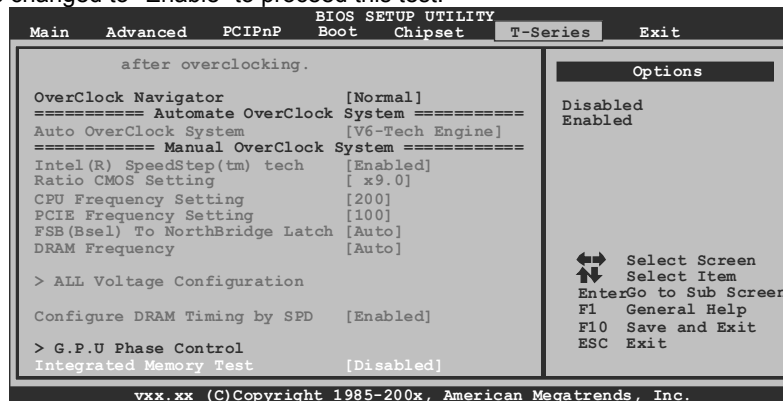 changed to "Enable" to proceed this test.
BIOS SETUP UTILITY
Main Advanced PCIPnP Boot Chipset T-Series Exit
after overclocking.
OverClock Navigator [Normal]
=========== Automate OverClock System ===========
Auto OverClock System [V6-Tech Engine]
============ Manual OverClock System ============
Intel(R) SpeedStep(tm) tech [Enabled]
Ratio CMOS Setting [ x9.0]
CPU Frequency Setting [200]
PCIE Frequency Setting [100]
FSB(Bsel) To NorthBridge Latch [Auto]
DRAM Frequency [Auto]
> ALL Voltage Configuration
Configure DRAM Timing by SPD [Enabled]
> G.P.U Phase Control
Integrated Memory Test [Disabled]
Options
Disabled
Enabled
Select Screen
Select Item
Enter Go to Sub Screen
F1 General Help
F10 Save and Exit
ESC Exit
vxx.xx (C)Copyright 1985-200x, American Megatrends, Inc.